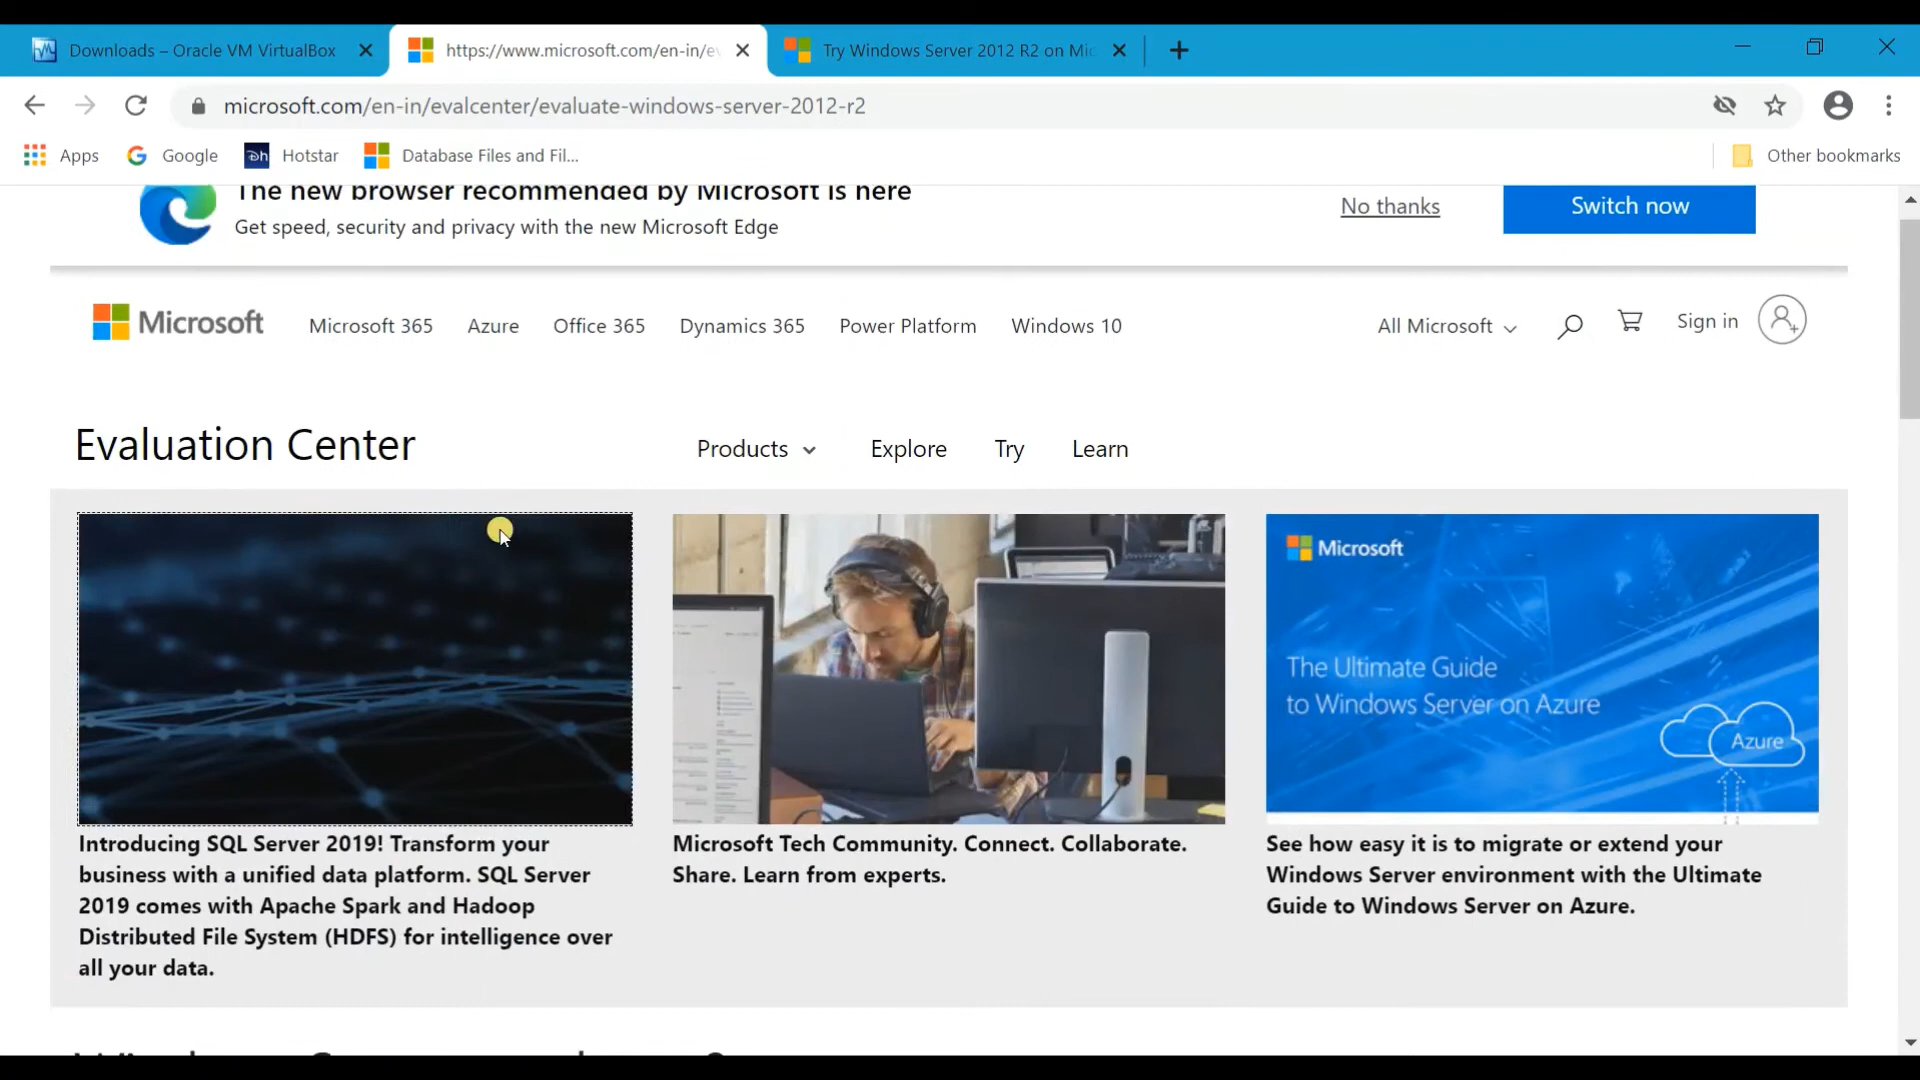 Downloads – Oracle VM VirtualBox
https://www.microsoft.com/en-in/e
Try Windows Server 2012 R2 on Mic
microsoft.com/en-in/evalcenter/evaluate-windows-server-2012-r2
Apps
Google
Hotstar
Database Files and Fil...
Other bookmarks
The new browser recommended by Microsoft is here
Get speed, security and privacy with the new Microsoft Edge
No thanks
Switch now
Microsoft
Microsoft 365
Azure
Office 365
Dynamics 365
Power Platform
Windows 10
All Microsoft
Sign in
Evaluation Center
Products
Explore
Try
Learn
Microsoft
The Ultimate Guide
to Windows Server on Azure
Azure
Introducing SQL Server 2019! Transform your
business with a unified data platform. SQL Server
2019 comes with Apache Spark and Hadoop
Distributed File System (HDFS) for intelligence over
all your data.
Microsoft Tech Community. Connect. Collaborate.
Share. Learn from experts.
See how easy it is to migrate or extend your
Windows Server environment with the Ultimate
Guide to Windows Server on Azure.